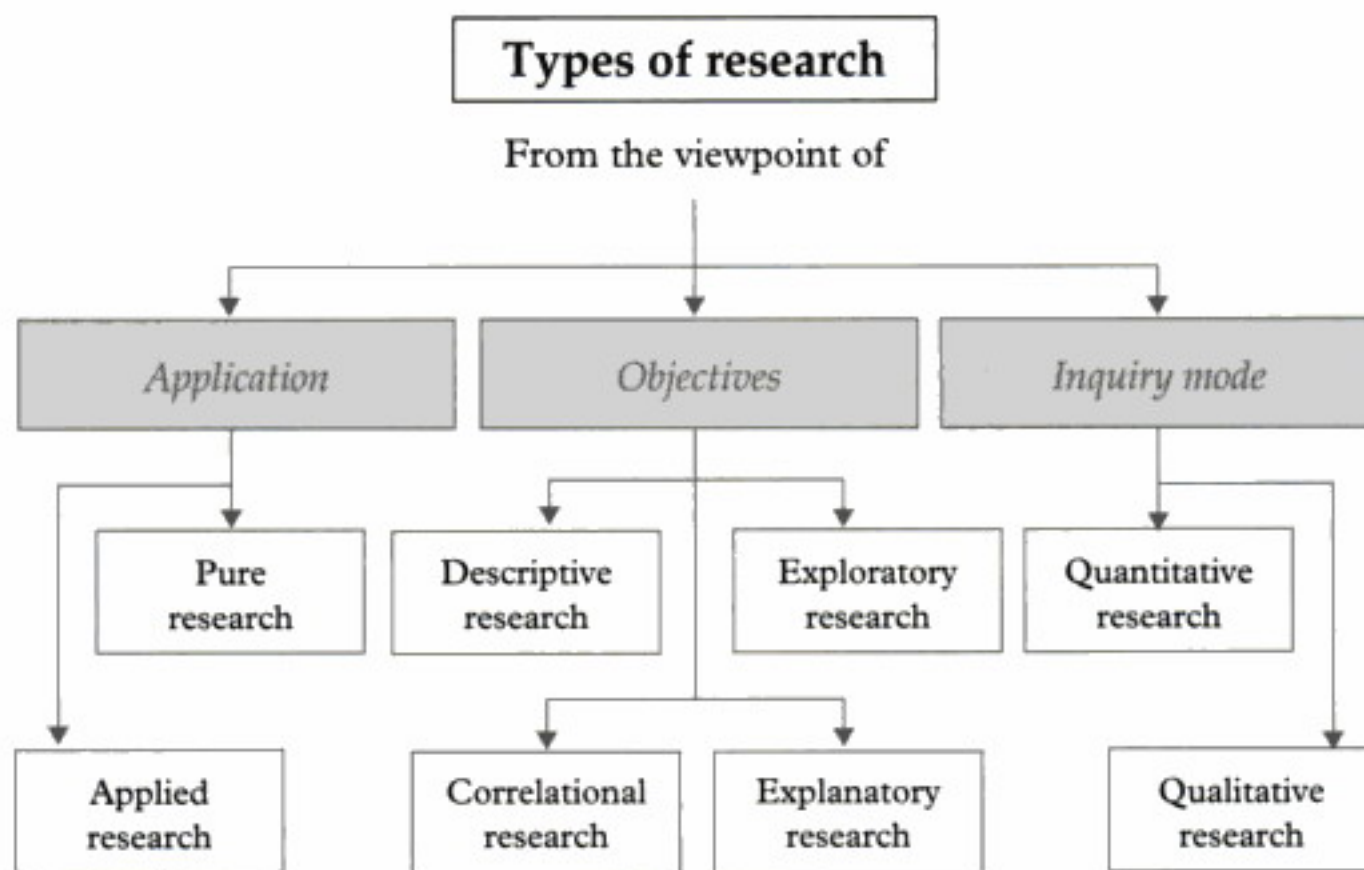 Types of research
From the viewpoint of
Application
Objectives
Inquiry mode
Pure
research
Descriptive
research
Exploratory
research
Quantitative
research
Applied
research
Correlational
research
Explanatory
research
Qualitative
research